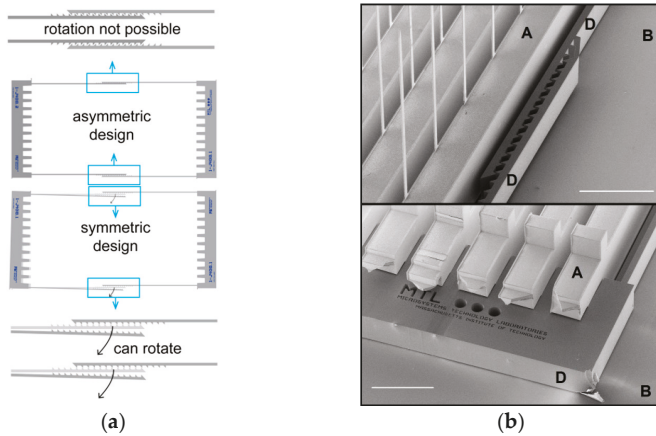 rotation not possible
asymmetric
design
symmetric
design
can rotate
(a)
A
D
B
D
A
MTL
MICROSYSTEMS TECHNOLOGY LABORATORIES
MASSACHUSETTS INSTITUTE OF TECHNOLOGY
D
B
(b)